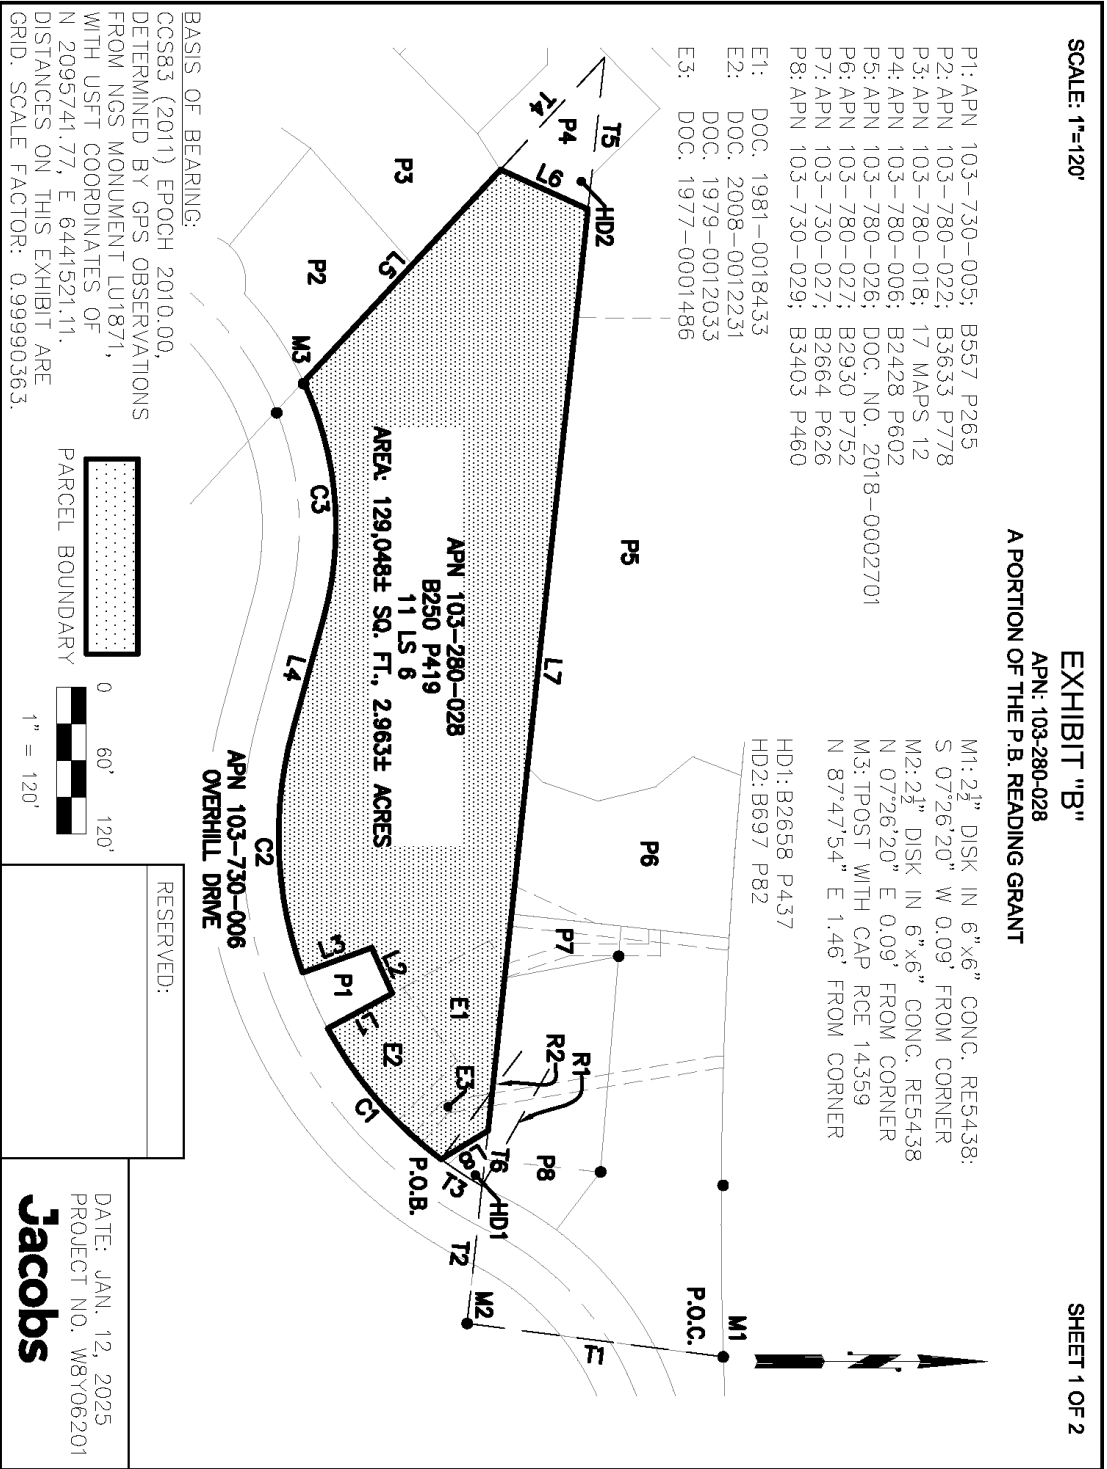 SCALE: 1"=120'
EXHIBIT "B"
APN: 103-280-028
A PORTION OF THE P.B. READING GRANT
SHEET 1 OF 2
P1: APN 103-730-005; B557 P265
P2: APN 103-780-022; B3633 P778
P3: APN 103-780-018; 17 MAPS 12
P4: APN 103-780-006; B2428 P602
P5: APN 103-780-026; DOC. NO. 2018-0002701
P6: APN 103-780-027; B2930 P752
P7: APN 103-730-027; B2664 P626
P8: APN 103-730-029; B3403 P460
E1: DOC. 1981-0018433
E2: DOC. 2008-0012231
DOC. 1979-0012033
E3: DOC. 1977-0001486
M1: 2½" DISK IN 6"x6" CONC. RE5438:
S 07°26'20" W 0.09' FROM CORNER
M2: 2½" DISK IN 6"x6" CONC. RE5438
N 07°26'20" E 0.09' FROM CORNER
M3: TPOST WITH CAP RCE 14359
N 87°47'54" E 1.46' FROM CORNER
HD1: B2658 P437
HD2: B697 P82
M1
P.O.C.
T1
M2
T2
HD1
T6
L8
T3
P.O.B.
P8
R1
R2
P7
P6
P5
L7
T5
HD2
P4
T4
L6
P3
L5
P2
M3
C3
L4
C2
L3
P1
L2
L1
E1
E2
E3
C1
APN 103-280-028
B250 P419
11 LS 6
AREA: 129,048± SQ. FT., 2.963± ACRES
APN 103-730-006
OVERHILL DRIVE
BASIS OF BEARING:
CCS83 (2011) EPOCH 2010.00,
DETERMINED BY GPS OBSERVATIONS
FROM NGS MONUMENT LU1871,
WITH USFT COORDINATES OF
N 2095741.77, E 6441521.11.
DISTANCES ON THIS EXHIBIT ARE
GRID. SCALE FACTOR: 0.99990363.
PARCEL BOUNDARY
0 60' 120'
1" = 120'
RESERVED:
DATE: JAN. 12, 2025
PROJECT NO. W8Y06201
Jacobs